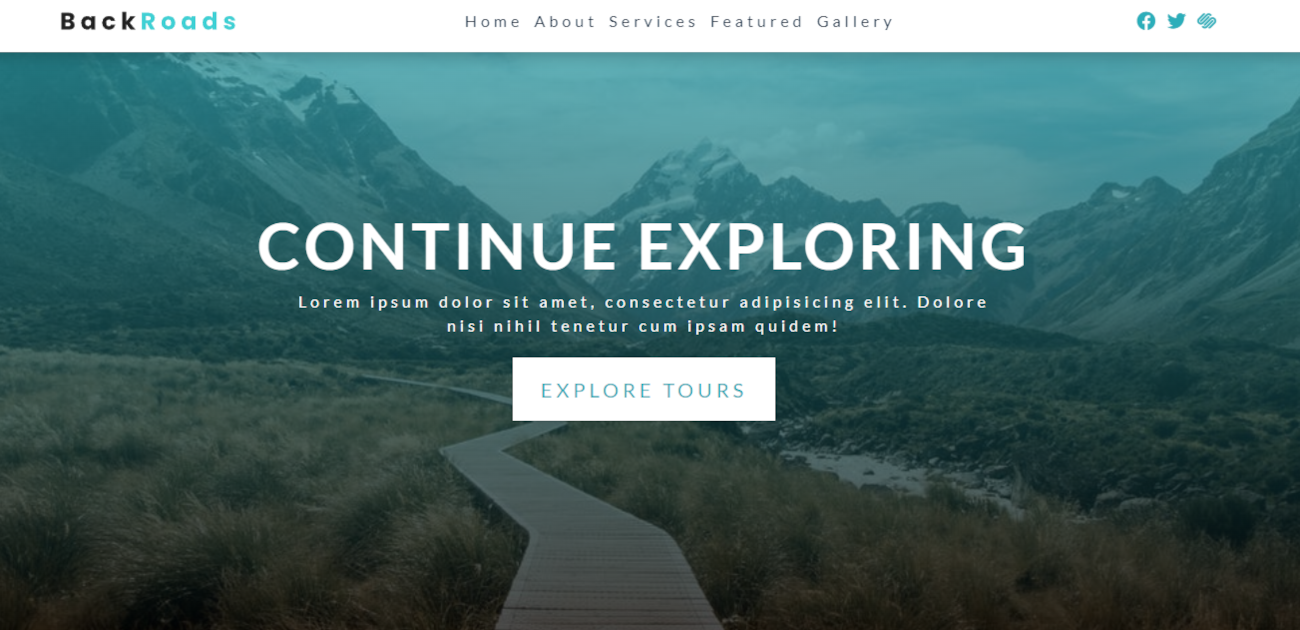 BackRoads
Home About Services Featured Gallery
CONTINUE EXPLORING
Lorem ipsum dolor sit amet, consectetur adipisicing elit. Dolore
nisi nihil tenetur cum ipsam quidem!
EXPLORE TOURS